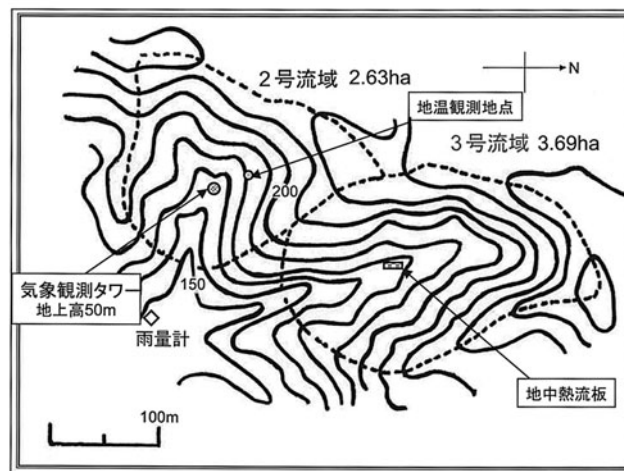 2号流域 2.63ha
N
地温観測地点
3号流域 3.69ha
200
気象観測タワー
地上高50m
150
雨量計
地中熱流板
100m